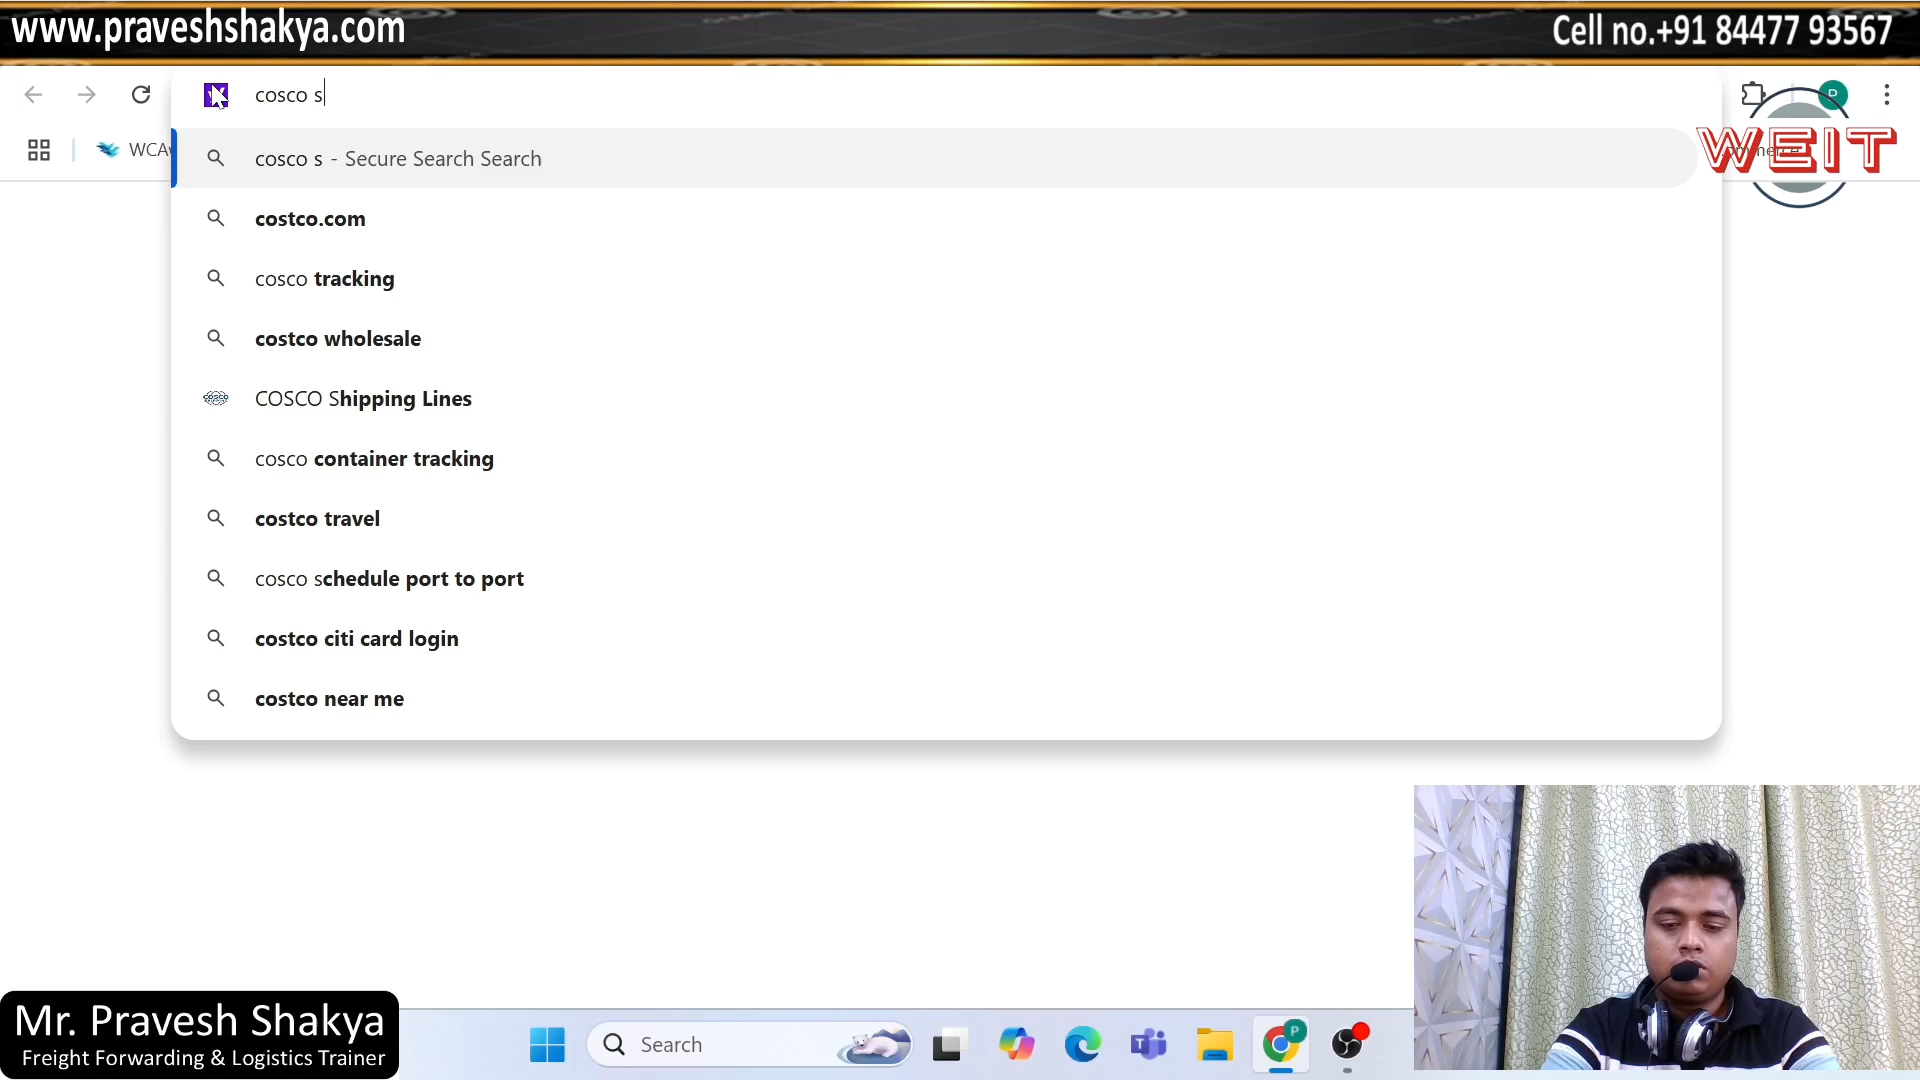 www.praveshshakya.com
Cell no.+91 84477 93567
cosco s
WCA
WEIT
cosco s - Secure Search Search
costco.com
cosco tracking
costco wholesale
COSCO Shipping Lines
cosco container tracking
costco travel
cosco schedule port to port
costco citi card login
costco near me
Mr. Pravesh Shakya
Freight Forwarding & Logistics Trainer
Search